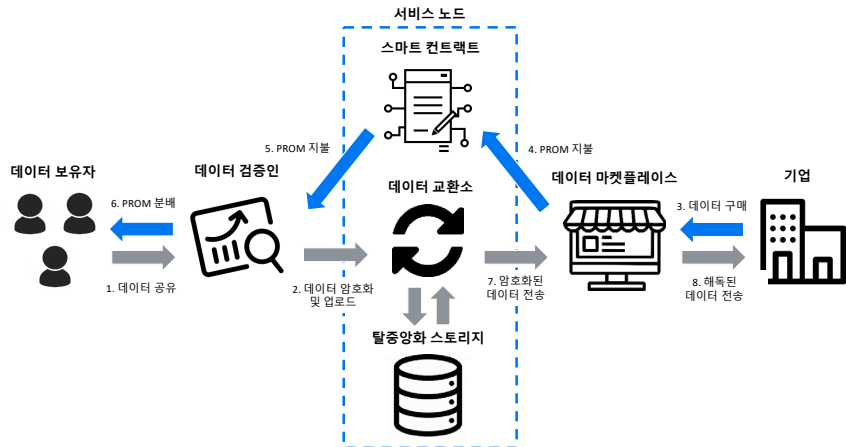 서비스 노드
스마트 컨트랙트
5. PROM 지불
4. PROM 지불
데이터 보유자
데이터 검증인
데이터 교환소
데이터 마켓플레이스
기업
6. PROM 분배
3. 데이터 구매
1. 데이터 공유
2. 데이터 암호화
및 업로드
7. 암호화된
데이터 전송
8. 해독된
데이터 전송
탈중앙화 스토리지